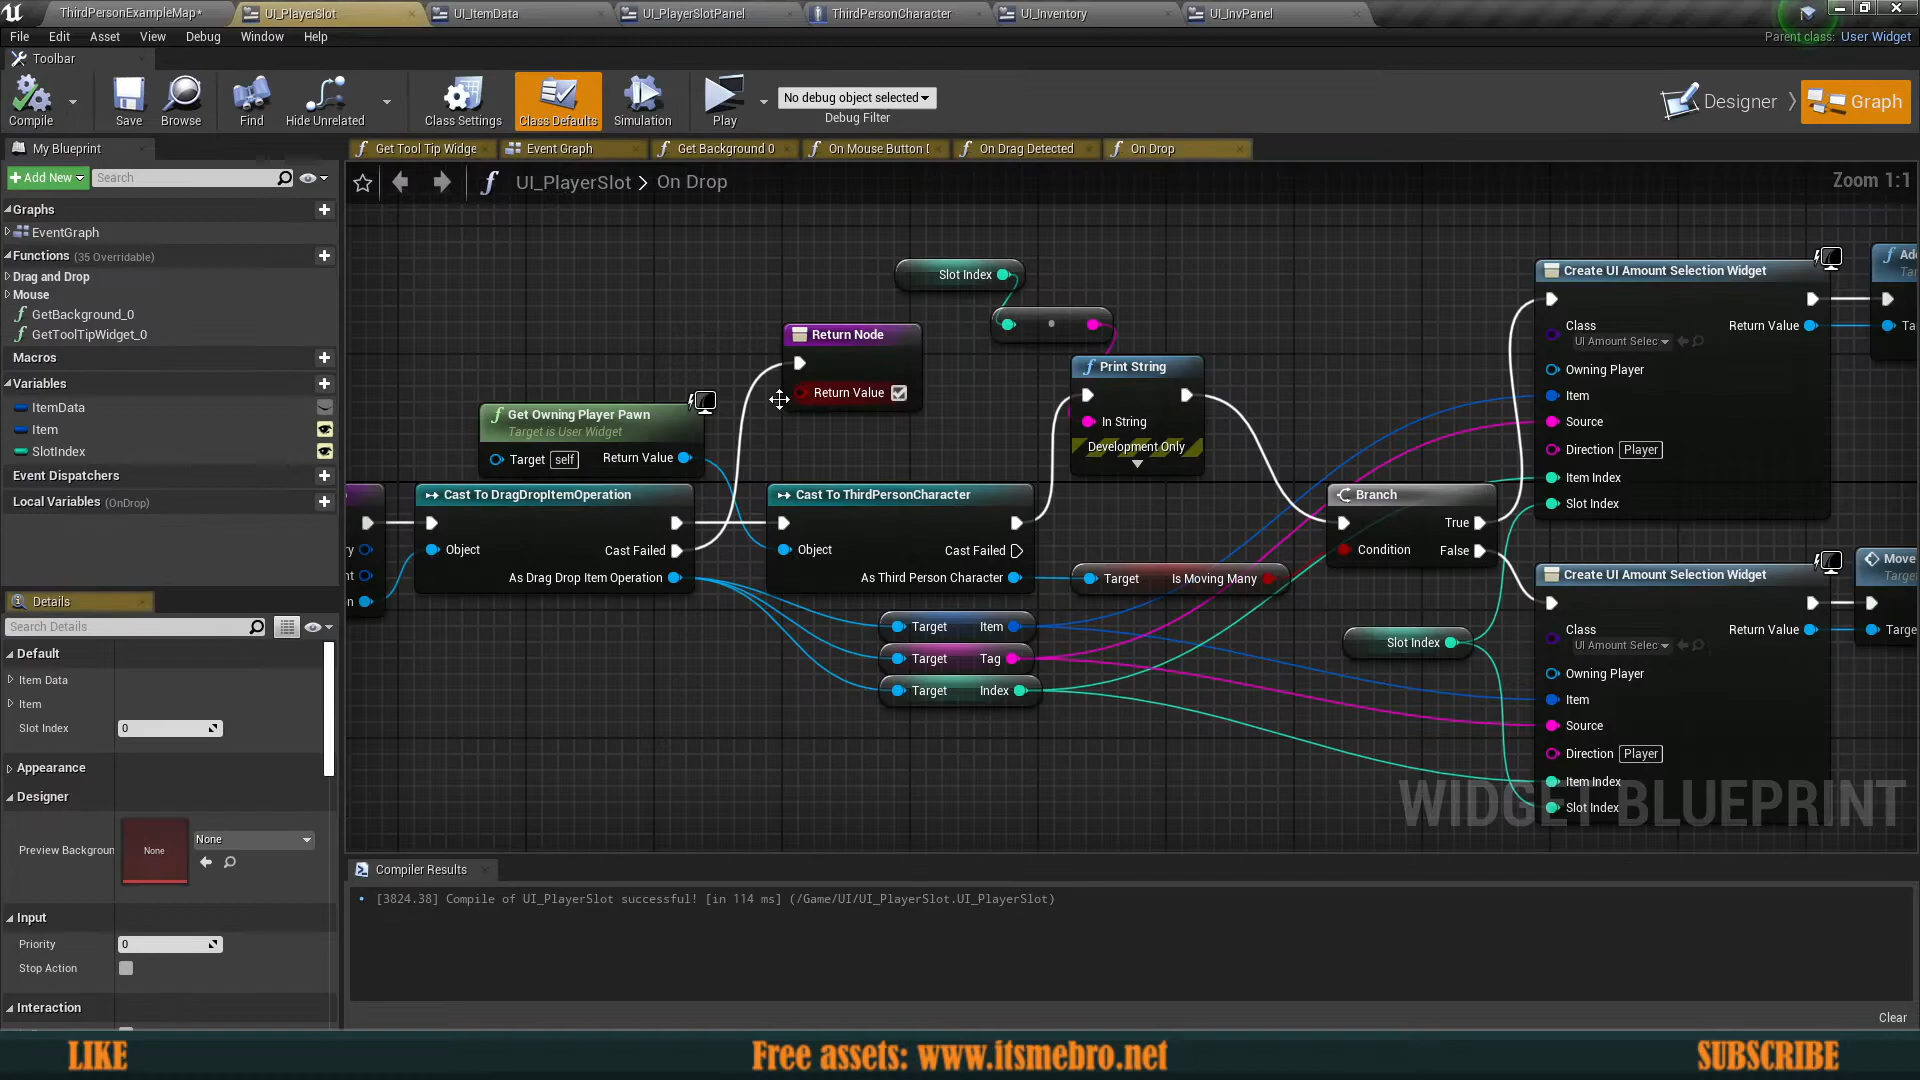 ThirdPersonExampleMap*
UI_PlayerSlot
UI_ItemData
UI_PlayerSlotPanel
ThirdPersonCharacter
UI_Inventory
UI_InvPanel
File Edit Asset View Debug Window Help
Parent class: User Widget
Toolbar
Compile
Save
Browse
Find
Hide Unrelated
Class Settings
Class Defaults
Simulation
Play
No debug object selected
Debug Filter
Designer
Graph
My Blueprint
Get Tool Tip Widge
Event Graph
Get Background 0
On Mouse Button
On Drag Detected
On Drop
Add New
Search
UI_PlayerSlot > On Drop
Zoom 1:1
Graphs
EventGraph
Functions (35 Overridable)
Drag and Drop
Mouse
GetBackground_0
GetToolTipWidget_0
Macros
Variables
ItemData
Item
SlotIndex
Event Dispatchers
Local Variables (OnDrop)
Details
Search Details
Default
Item Data
Item
Slot Index 0
Appearance
Designer
Preview Backgroun
None
None
Input
Priority 0
Stop Action
Interaction
Slot Index
Return Node
Return Value
Print String
In String
Development Only
Get Owning Player Pawn
Target is User Widget
Target self Return Value
Cast To DragDropItemOperation
Object
Cast Failed
As Drag Drop Item Operation
Cast To ThirdPersonCharacter
Object
Cast Failed
As Third Person Character
Target Is Moving Many
Target Item
Target Tag
Target Index
Branch
True
Condition False
Slot Index
Create UI Amount Selection Widget
Class
UI Amount Selec
Return Value
Owning Player
Item
Source
Direction Player
Item Index
Slot Index
Create UI Amount Selection Widget
Class
UI Amount Selec
Return Value
Owning Player
Item
Source
Direction Player
Item Index
Slot Index
Move
Target
WIDGET BLUEPRINT
Compiler Results
[3824.38] Compile of UI_PlayerSlot successful! [in 114 ms] (/Game/UI/UI_PlayerSlot.UI_PlayerSlot)
Clear
LIKE
Free assets: www.itsmebro.net
SUBSCRIBE